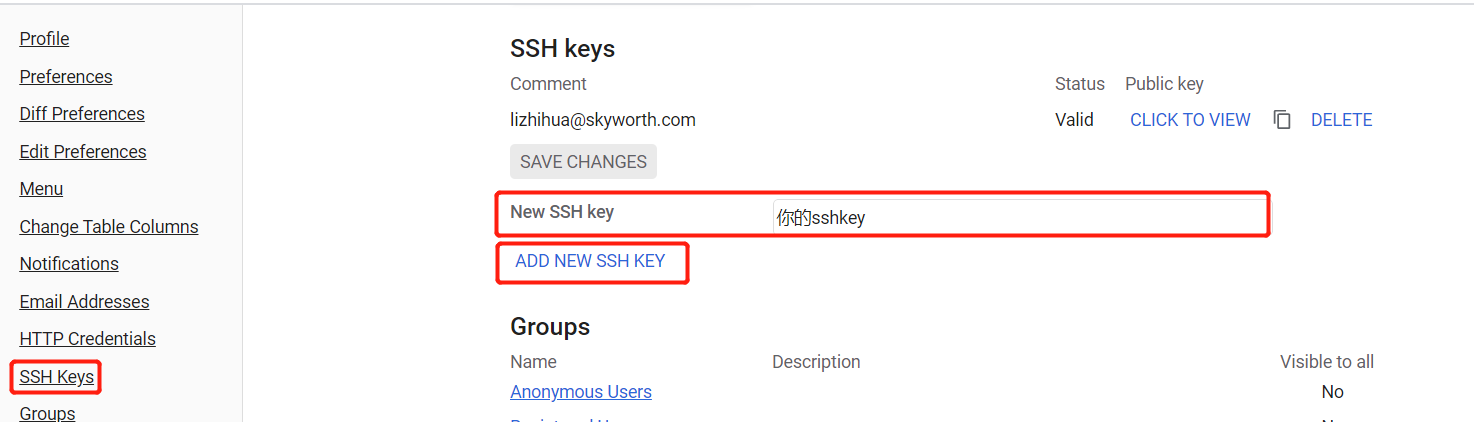 Profile
Preferences
Diff Preferences
Edit Preferences
Menu
Change Table Columns
Notifications
Email Addresses
HTTP Credentials
SSH Keys
Groups
SSH keys
Comment Status Public key
lizhihua@skyworth.com Valid CLICK TO VIEW DELETE
SAVE CHANGES
New SSH key 你的sshkey
ADD NEW SSH KEY
Groups
Name Description Visible to all
Anonymous Users No